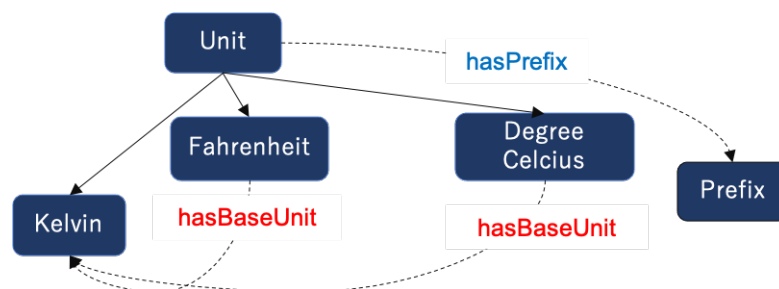 Unit
hasPrefix
Fahrenheit
Degree
Celcius
Prefix
Kelvin
hasBaseUnit
hasBaseUnit